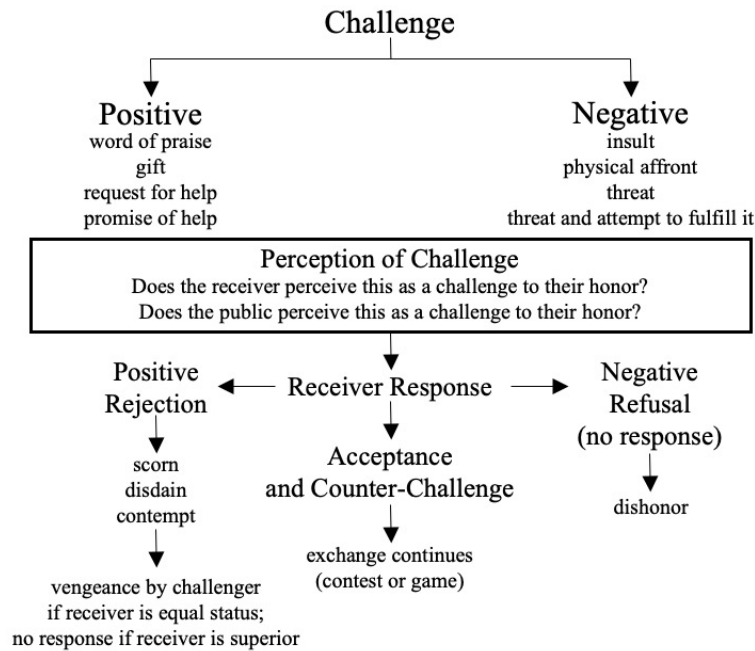 Challenge
Positive
word of praise
gift
request for help
promise of help
Negative
insult
physical affront
threat
threat and attempt to fulfill it
Perception of Challenge
Does the receiver perceive this as a challenge to their honor?
Does the public perceive this as a challenge to their honor?
Receiver Response
Positive
Rejection
scorn
disdain
contempt
vengeance by challenger
if receiver is equal status;
no response if receiver is superior
Acceptance
and Counter-Challenge
exchange continues
(contest or game)
Negative
Refusal
(no response)
dishonor